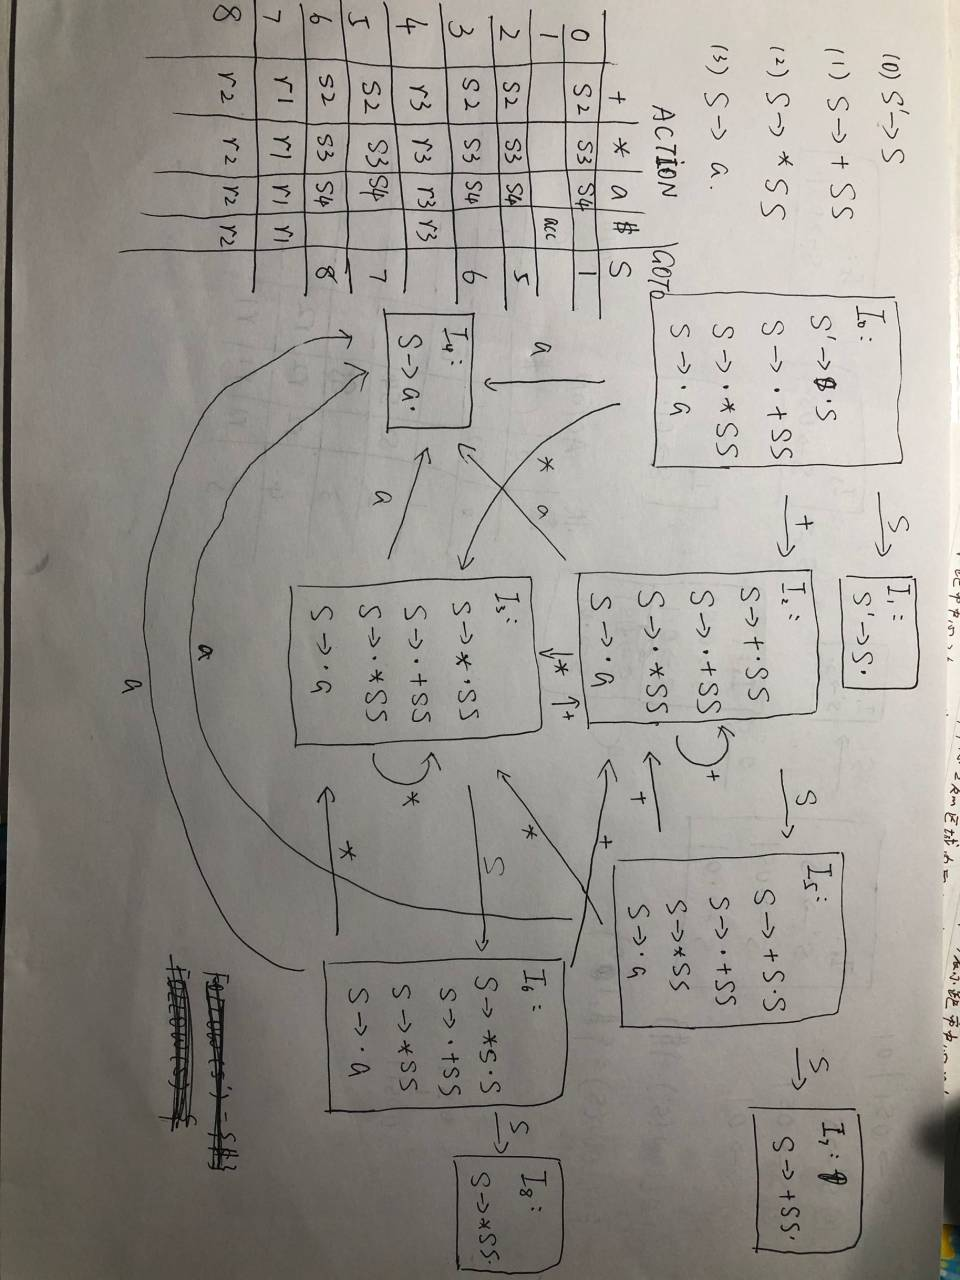 (0) S'→S
(1) S→+SS
(2) S→*SS
(3) S→a.
ACTION GOTO
+ * a $ S
0 S2 S3 S4 1
1 acc
2 S2 S3 S4 5
3 S2 S3 S4 6
4 r3 r3 r3 r3
5 S2 S3 S4 7
6 S2 S3 S4 8
7 r1 r1 r1 r1
8 r2 r2 r2 r2
I0:
S'→·S
S→·+SS
S→·*SS
S→·a
S
I1:
S'→S·
+
I2:
S→+·SS
S→·+SS
S→·*SS
S→·a
+
S
I5:
S→+S·S
S→·+SS
S→*SS
S→·a
S
I7:
S→+SS·
a
*
a
*
+
+
*
+
I4:
S→a·
a
I3:
S→*·SS
S→·+SS
S→·*SS
S→·a
*
S
*
I6:
S→*S·S
S→·+SS
S→*SS
S→·a
S
I8:
S→*SS·
a
a